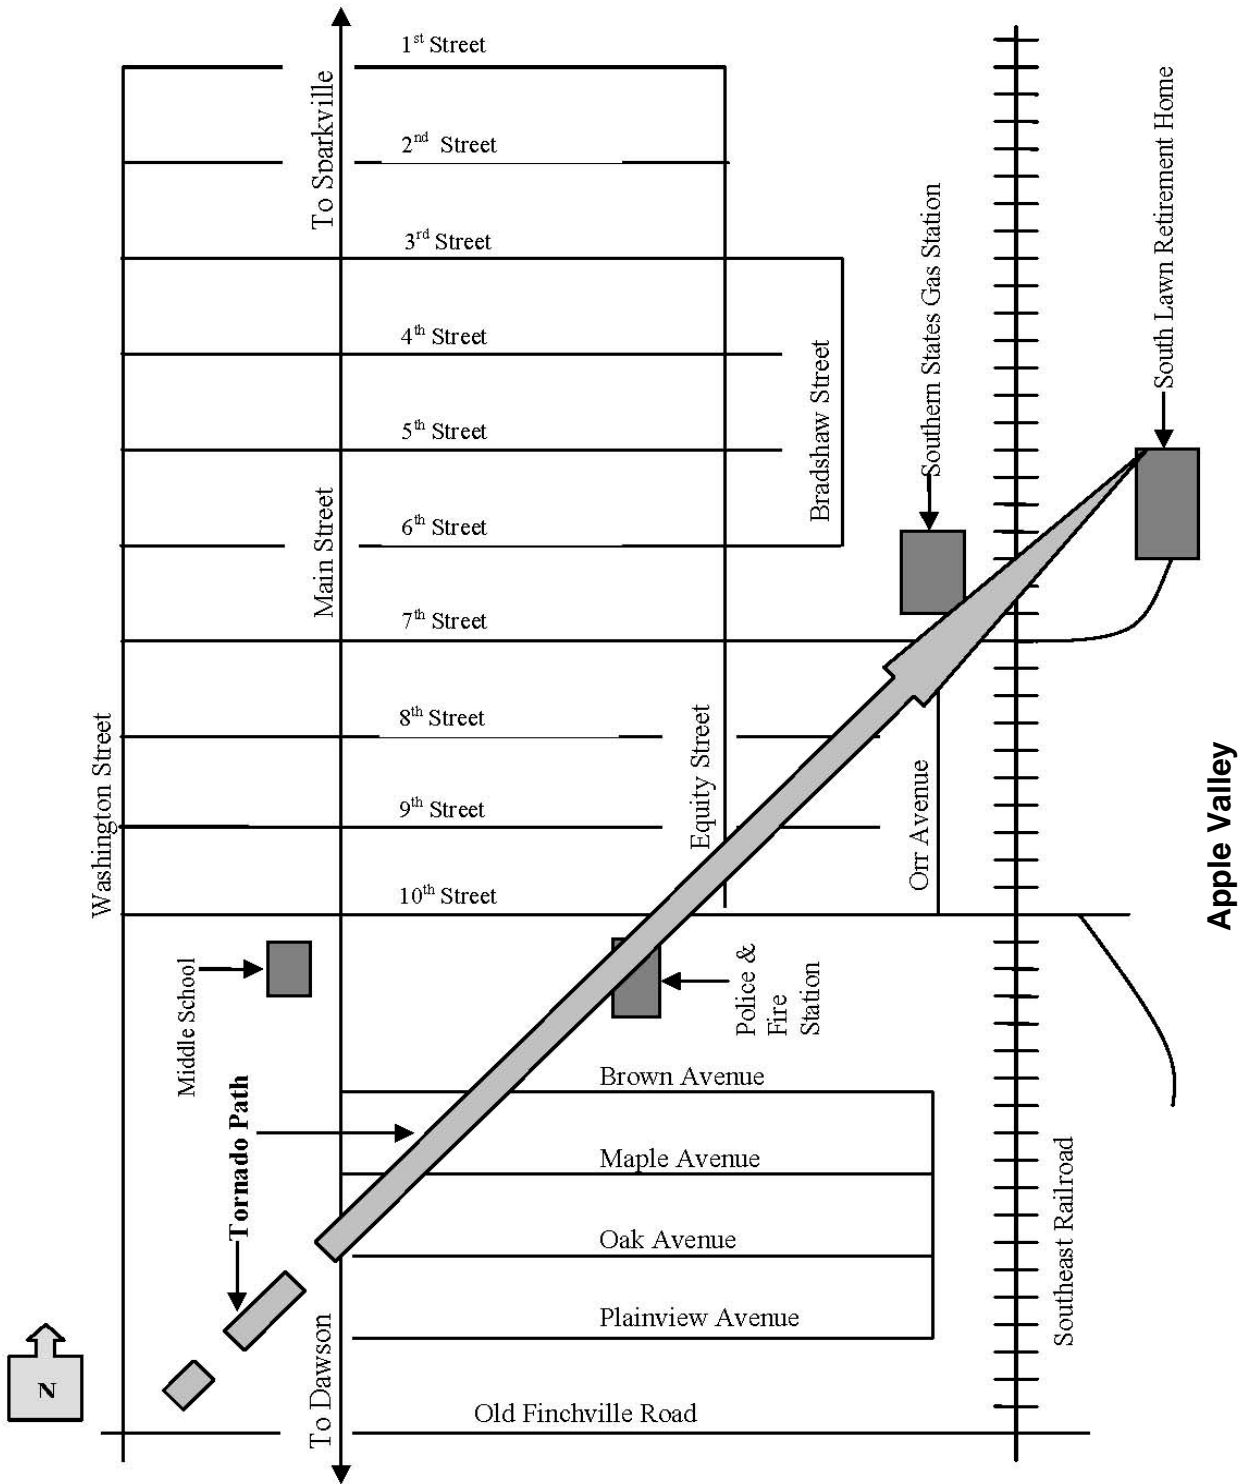 1st Street
To Sparkville
2nd Street
3rd Street
4th Street
5th Street
6th Street
Main Street
7th Street
8th Street
9th Street
10th Street
Washington Street
Equity Street
Bradshaw Street
Orr Avenue
Southern States Gas Station
South Lawn Retirement Home
Apple Valley
Middle School
Police &
Fire
Station
Tornado Path
Brown Avenue
Maple Avenue
Oak Avenue
Plainview Avenue
Southeast Railroad
N
To Dawson
Old Finchville Road